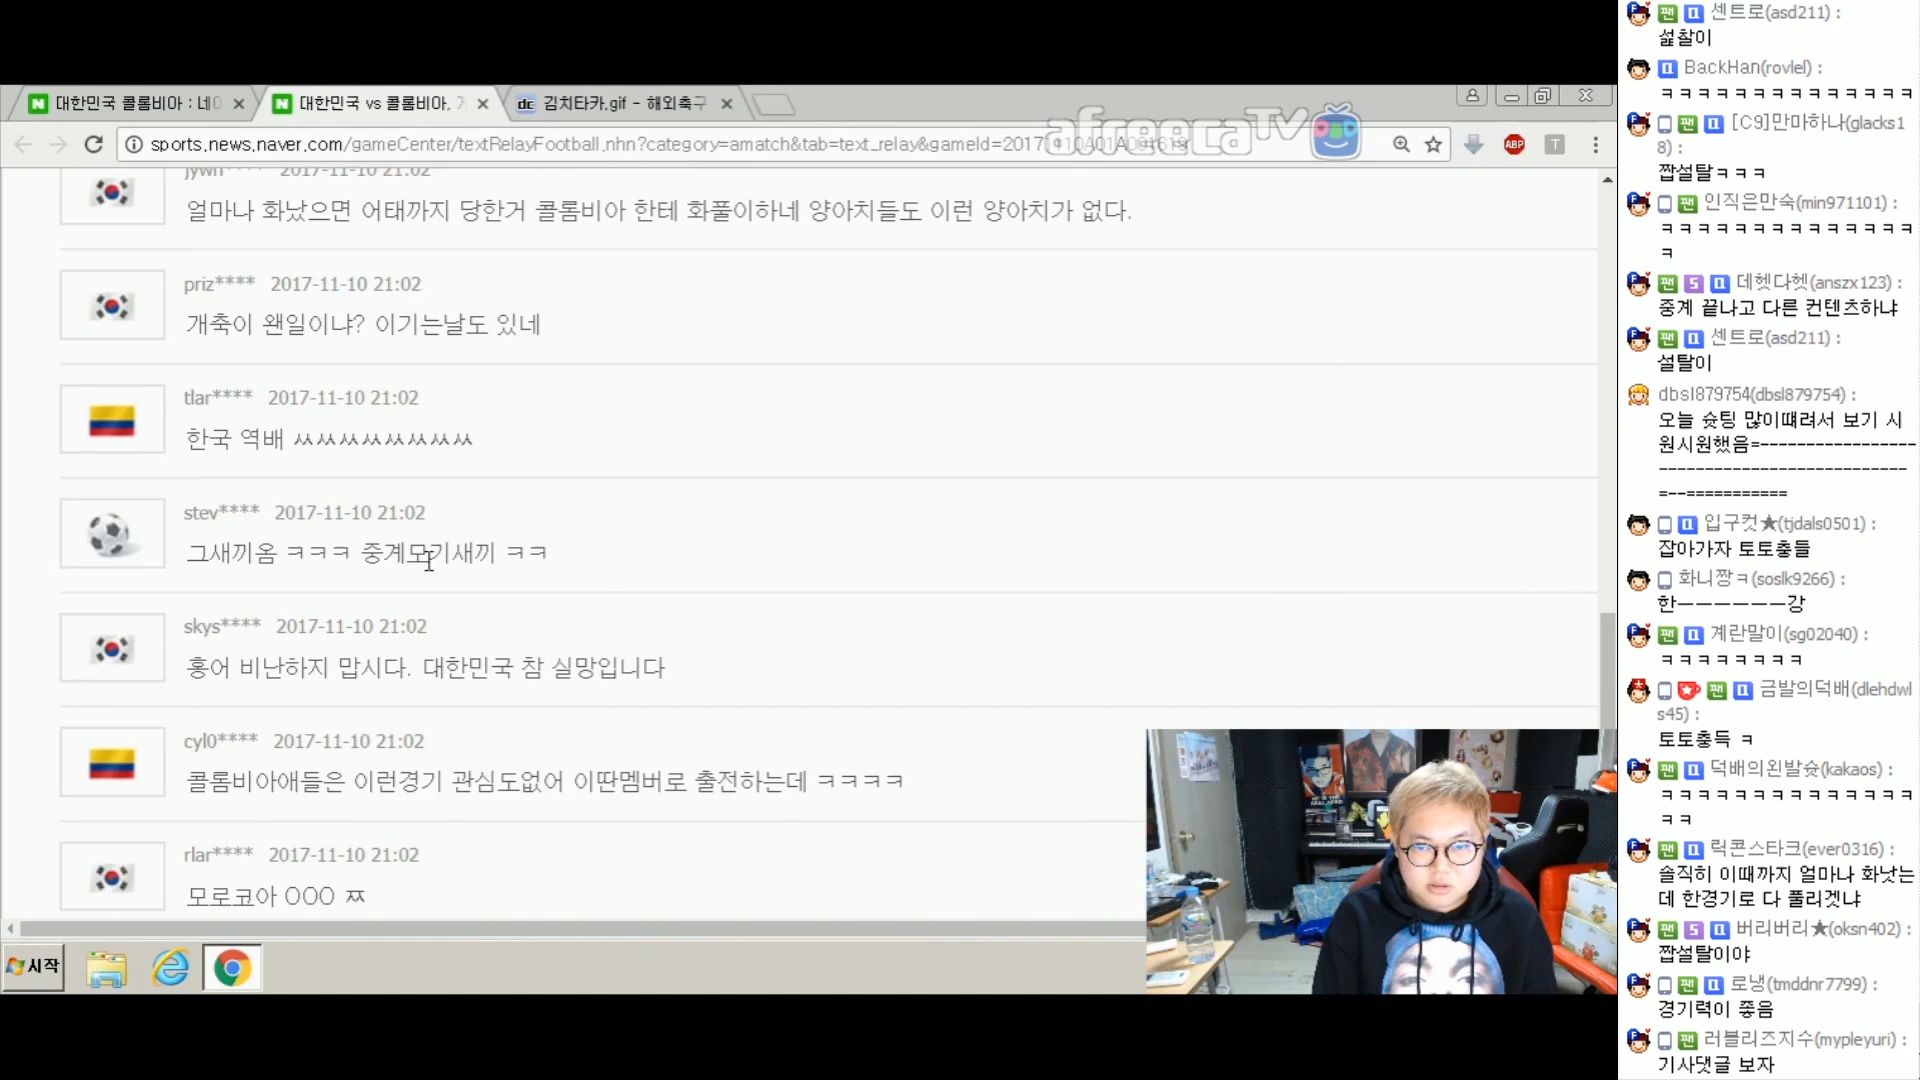 대한민국 콜롬비아 : 네이
대한민국 vs 콜롬비아,
dc 김치타카.gif - 해외축구
afreecaTV
sports.news.naver.com/gameCenter/textRelayFootball.nhn?category=amatch&tab=text_relay&gameId=2017
ABP
T
jywh**** 2017-11-10 21:02
얼마나 화났으면 어태까지 당한거 콜롬비아 한테 화풀이하네 양아치들도 이런 양아치가 없다.
priz**** 2017-11-10 21:02
개축이 왠일이냐? 이기는날도 있네
tlar**** 2017-11-10 21:02
한국 역배 ㅆㅆㅆㅆㅆㅆㅆㅆ
stev**** 2017-11-10 21:02
그새끼옴 ㅋㅋㅋ 중계모기새끼 ㅋㅋ
skys**** 2017-11-10 21:02
홍어 비난하지 맙시다. 대한민국 참 실망입니다
cyl0**** 2017-11-10 21:02
콜롬비아애들은 이런경기 관심도없어 이딴멤버로 출전하는데 ㅋㅋㅋㅋ
rlar**** 2017-11-10 21:02
모로코아 OOO ㅉ
시작
센트로(asd211) :
설찰이
BackHan(rovlel) :
ㅋㅋㅋㅋㅋㅋㅋㅋㅋㅋㅋㅋㅋㅋ
[C9]만마하나(glacks1
8) :
짭설탈ㅋㅋㅋ
인직은만숙(min971101) :
ㅋㅋㅋㅋㅋㅋㅋㅋㅋㅋㅋㅋㅋㅋ
ㅋ
데헷다헷(anszx123) :
중계 끝나고 다른 컨텐츠하냐
센트로(asd211) :
설탈이
dbsl879754(dbsl879754) :
오늘 슛팅 많이떄려서 보기 시
원시원했음=-----------------
---------------------------
=--===========
입구컷★(tjdals0501) :
잡아가자 토토충들
화니짱ㅋ(soslk9266) :
한ㅡㅡㅡㅡㅡㅡ강
계란말이(sg02040) :
ㅋㅋㅋㅋㅋㅋㅋㅋ
금발의덕배(dlehdwl
s45) :
토토충득 ㅋ
덕배의왼발슛(kakaos) :
ㅋㅋㅋㅋㅋㅋㅋㅋㅋㅋㅋㅋㅋㅋ
ㅋㅋ
럭콘스타크(ever0316) :
솔직히 이때까지 얼마나 화낫는
데 한경기로 다 풀리겟냐
버리버리★(oksn402) :
짭설탈이야
로냉(tmddnr7799) :
경기력이 좋음
러블리즈지수(mypleyuri) :
기사댓글 보자